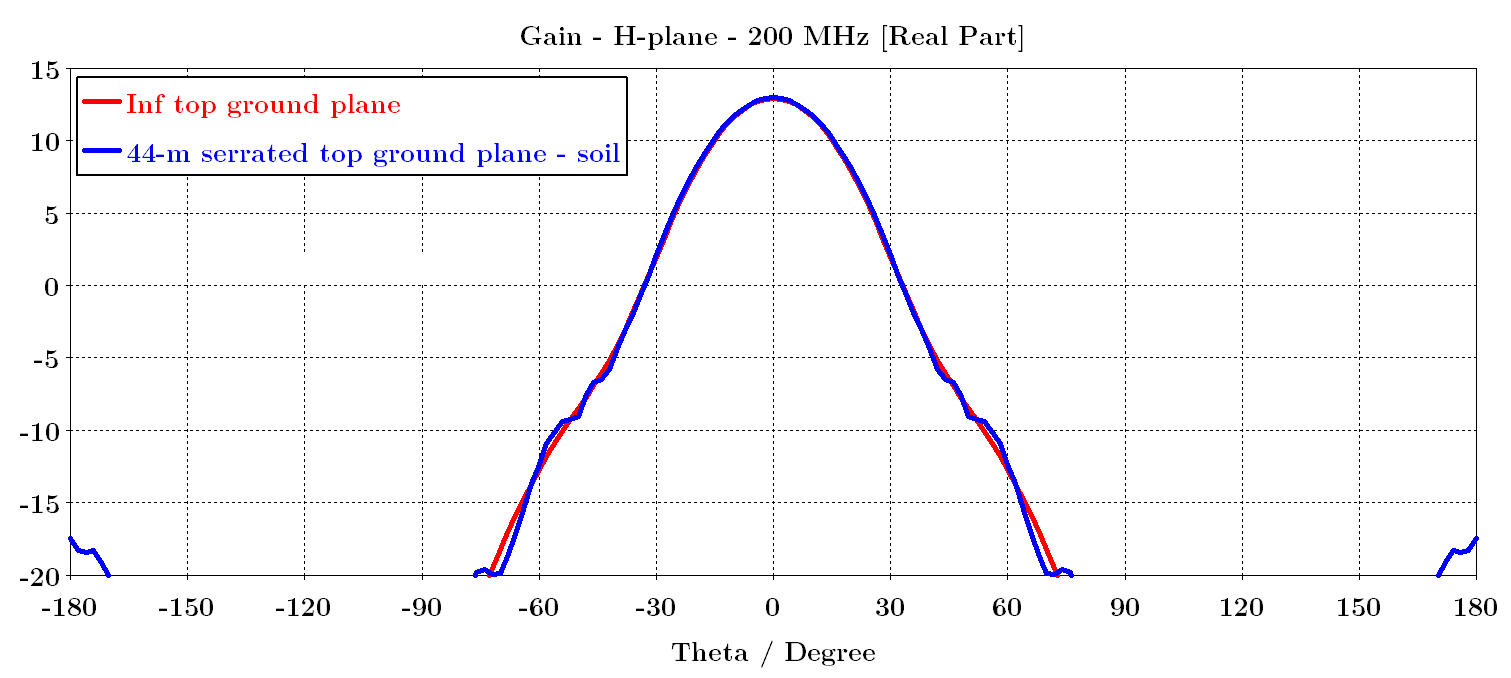 Gain - H-plane - 200 MHz [Real Part]
15
Inf top ground plane
10
44-m serrated top ground plane - soil
5
0
-5
-10
-15
-20
-180 -150 -120 -90 -60 -30 0 30 60 90 120 150 180
Theta / Degree